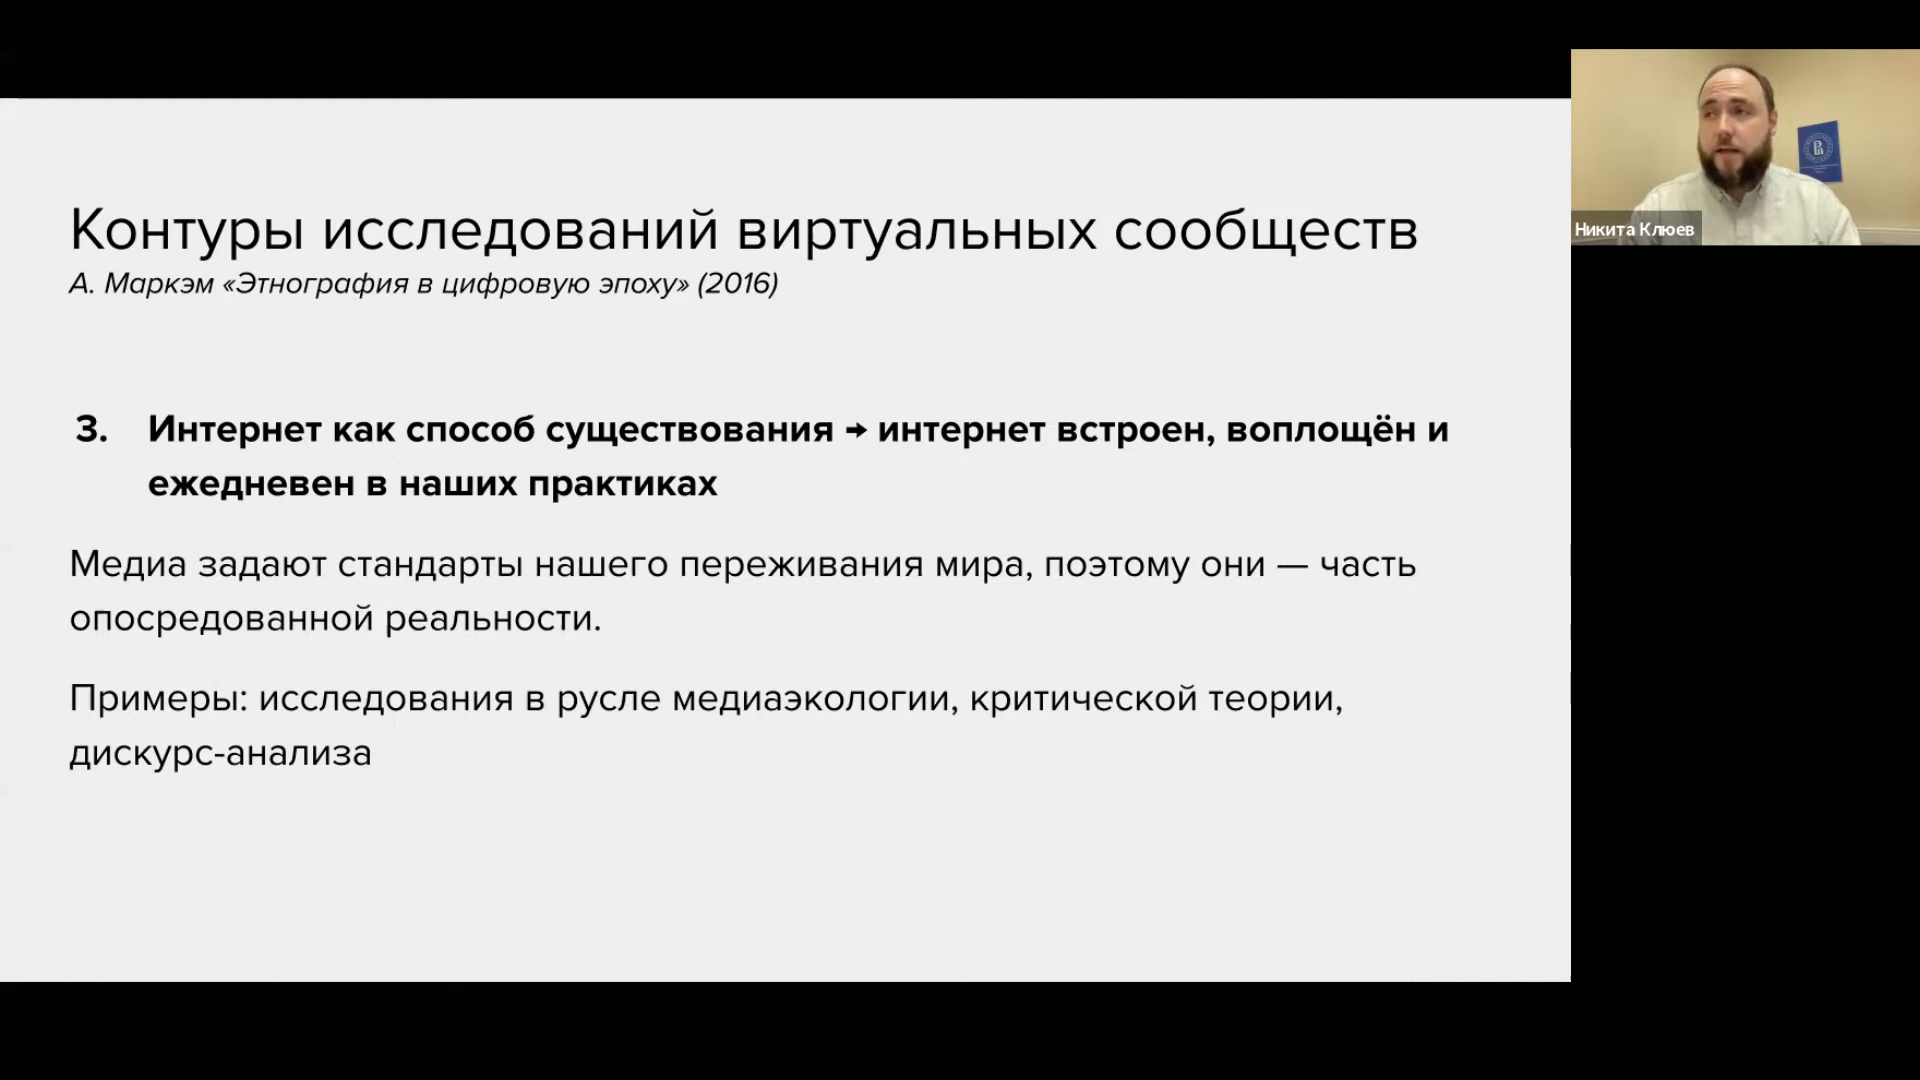 Контуры исследований виртуальных сообществ
А. Маркэм «Этнография в цифровую эпоху» (2016)
3. Интернет как способ существования → интернет встроен, воплощён и
ежедневен в наших практиках
Медиа задают стандарты нашего переживания мира, поэтому они — часть
опосредованной реальности.
Примеры: исследования в русле медиаэкологии, критической теории,
дискурс-анализа
Никита Клюев